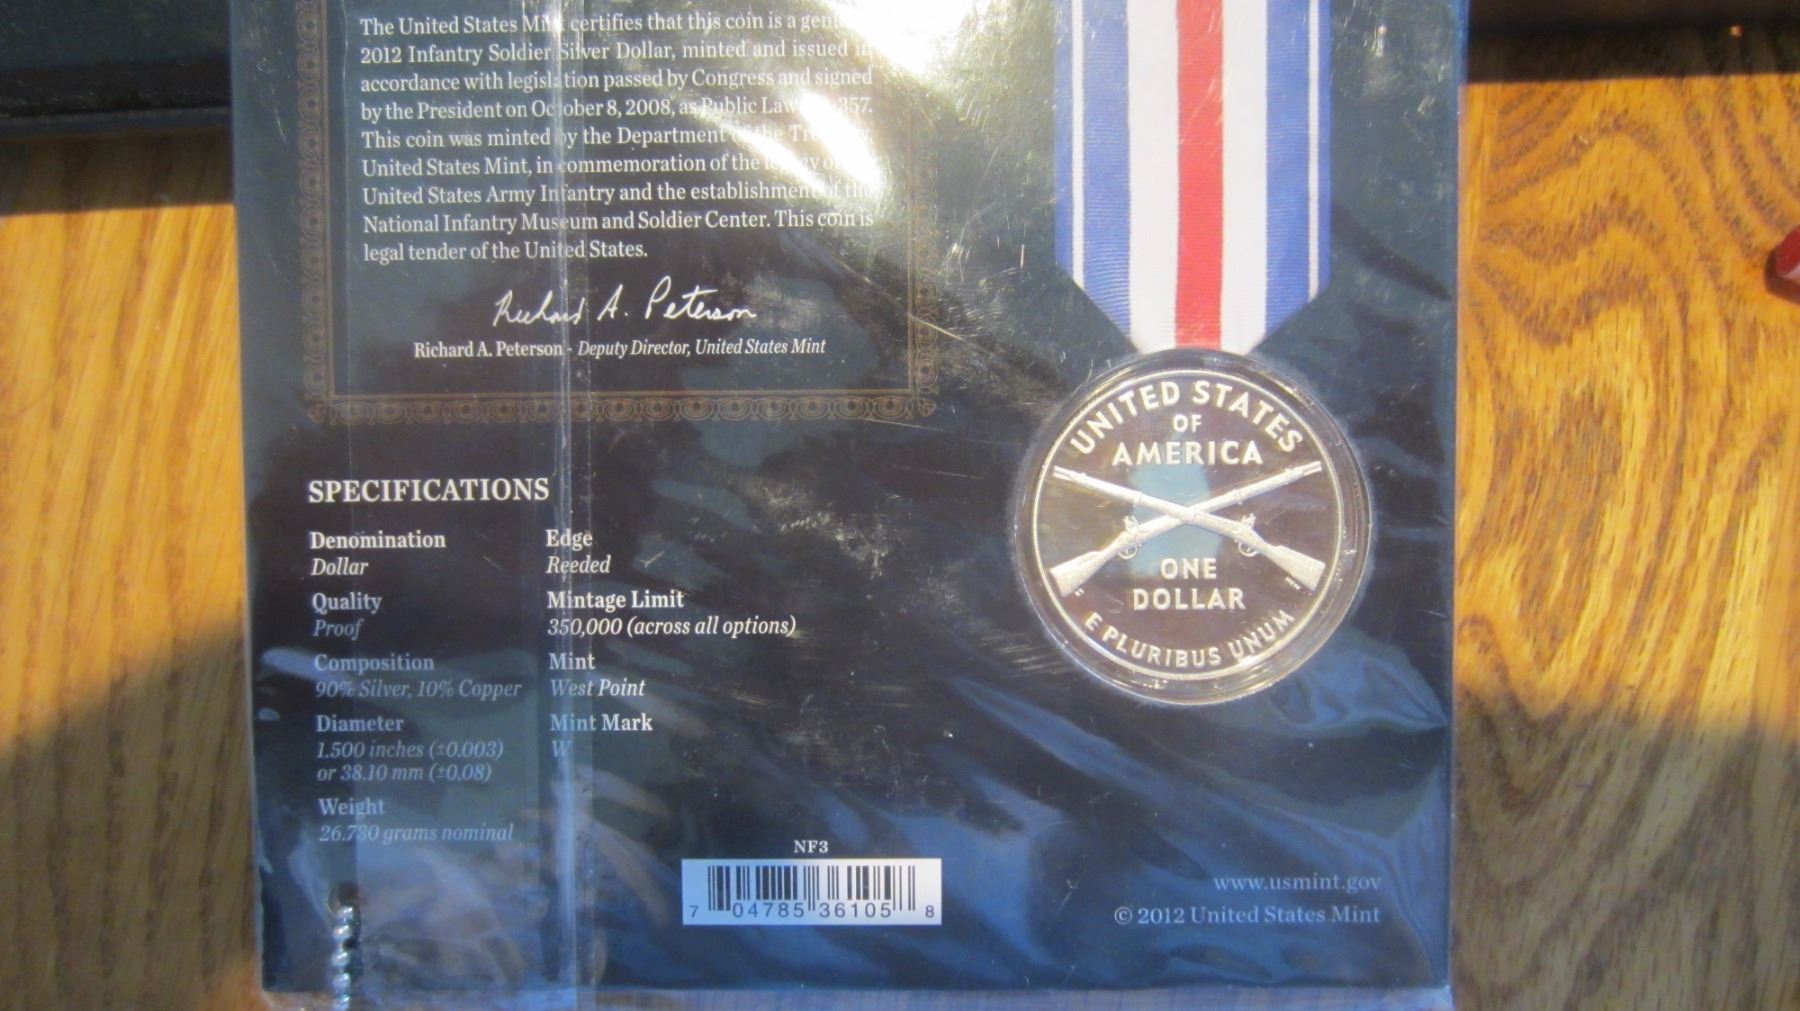 The United States Mint certifies that this coin is a
2012 Infantry Soldier Silver Dollar, minted and issued in
accordance with legislation passed by Congress and signed
by the President on October 8, 2008, as Public Law 357.
This coin was minted by the Department of the
United States Mint, in commemoration of the
United States Army Infantry and the establishment of the
National Infantry Museum and Soldier Center. This coin is
legal tender of the United States.
Richard A. Peterson
Richard A. Peterson - Deputy Director, United States Mint
SPECIFICATIONS
Denomination
Dollar
Quality
Proof
Composition
90% Silver, 10% Copper
Diameter
1.500 inches (±0.003)
or 38.10 mm (±0.08)
Weight
26.730 grams nominal
Edge
Reeded
Mintage Limit
350,000 (across all options)
Mint
West Point
Mint Mark
W
UNITED STATES
OF
AMERICA
ONE
DOLLAR
E PLURIBUS UNUM
NF3
7 04785 36105 8
www.usmint.gov
© 2012 United States Mint